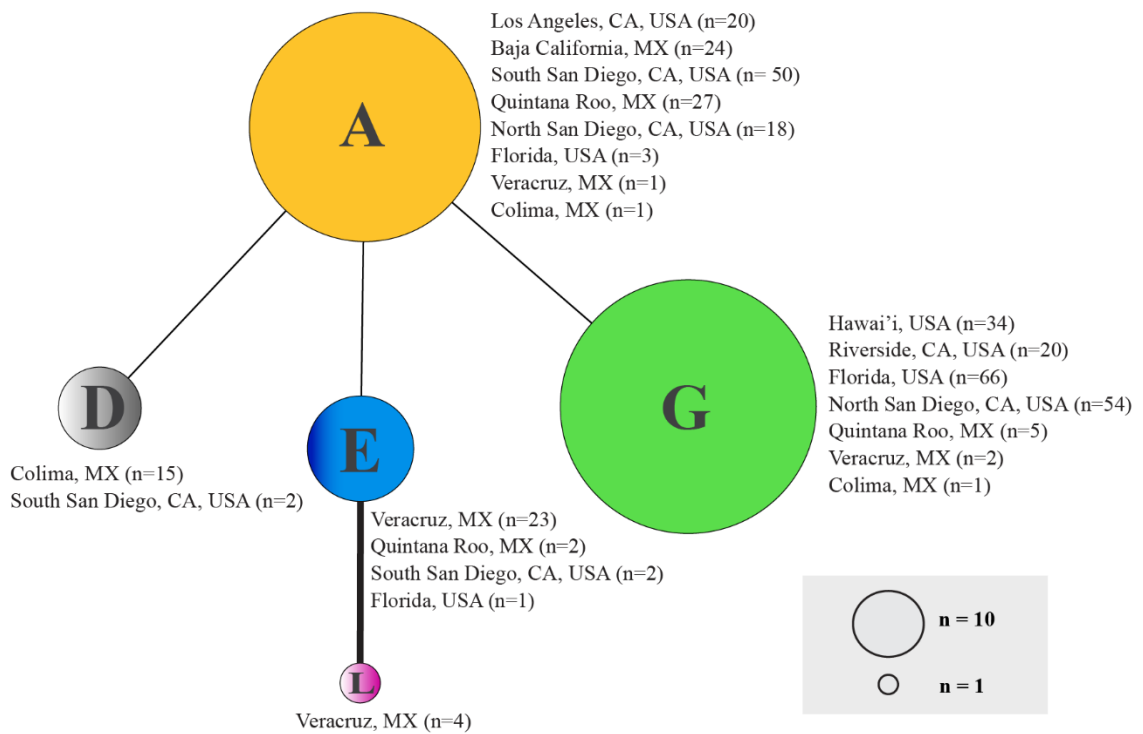 A
Los Angeles, CA, USA (n=20)
Baja California, MX (n=24)
South San Diego, CA, USA (n= 50)
Quintana Roo, MX (n=27)
North San Diego, CA, USA (n=18)
Florida, USA (n=3)
Veracruz, MX (n=1)
Colima, MX (n=1)
D
Colima, MX (n=15)
South San Diego, CA, USA (n=2)
E
Veracruz, MX (n=23)
Quintana Roo, MX (n=2)
South San Diego, CA, USA (n=2)
Florida, USA (n=1)
G
Hawai’i, USA (n=34)
Riverside, CA, USA (n=20)
Florida, USA (n=66)
North San Diego, CA, USA (n=54)
Quintana Roo, MX (n=5)
Veracruz, MX (n=2)
Colima, MX (n=1)
L
Veracruz, MX (n=4)
n = 10
n = 1